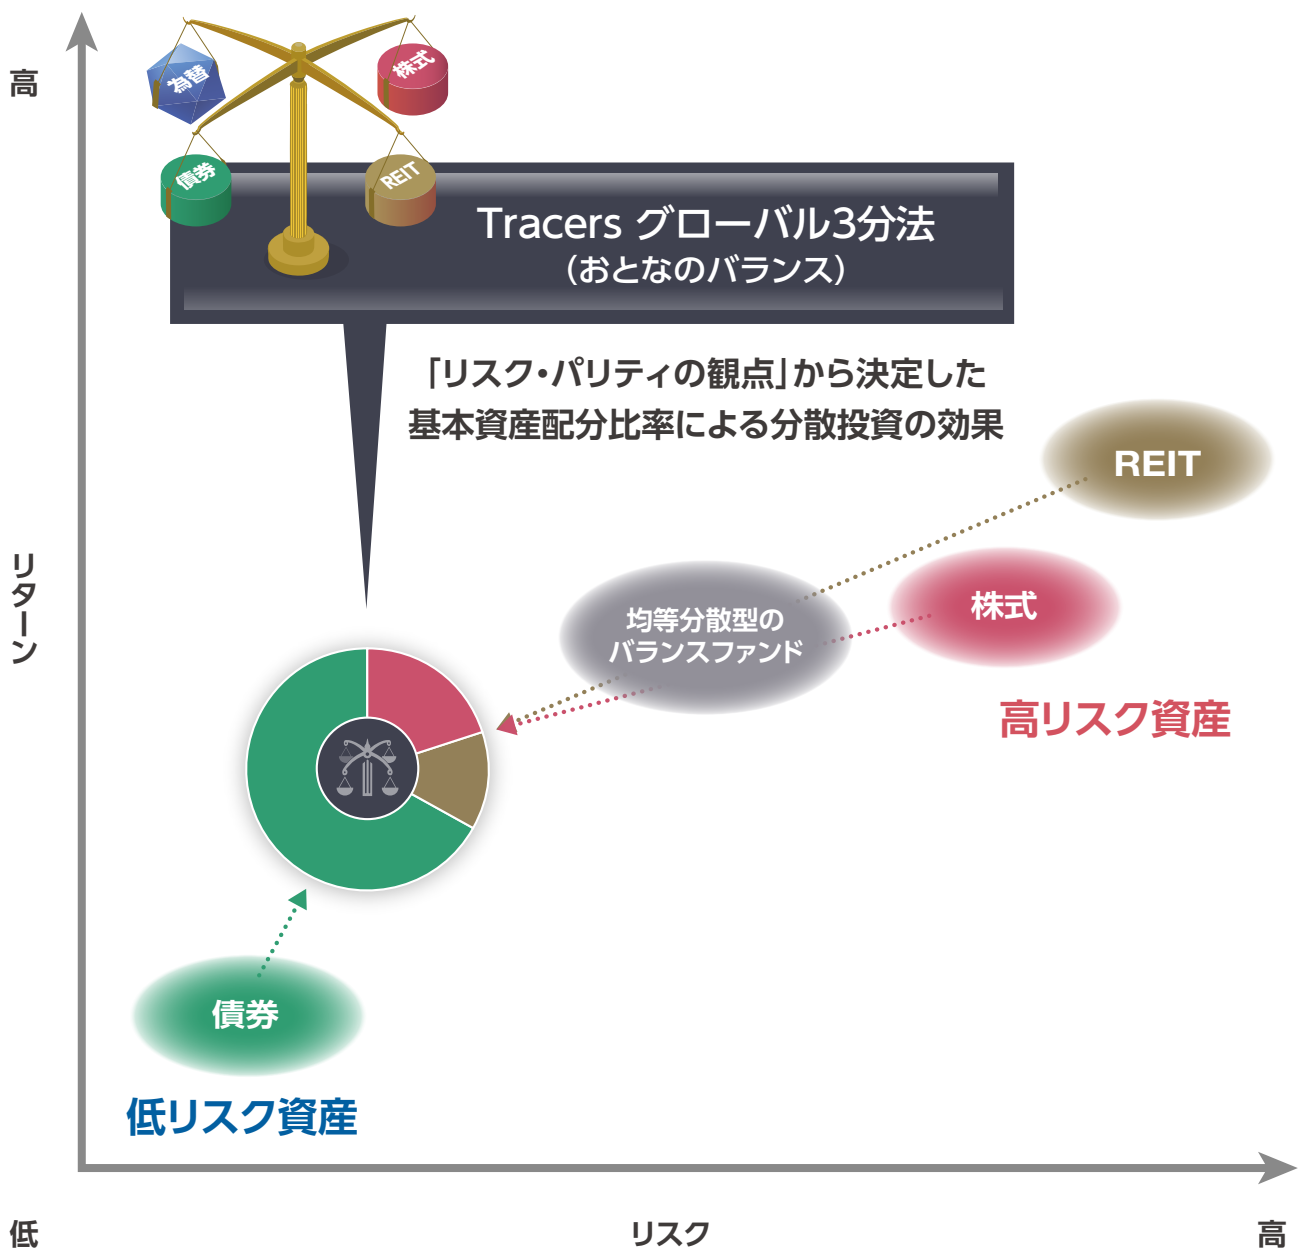 高
為替
株式
債券
REIT
Tracers グローバル3分法
(おとなのバランス)
「リスク・パリティの観点」から決定した
基本資産配分比率による分散投資の効果
REIT
リターン
均等分散型の
バランスファンド
株式
高リスク資産
債券
低リスク資産
低
リスク
高